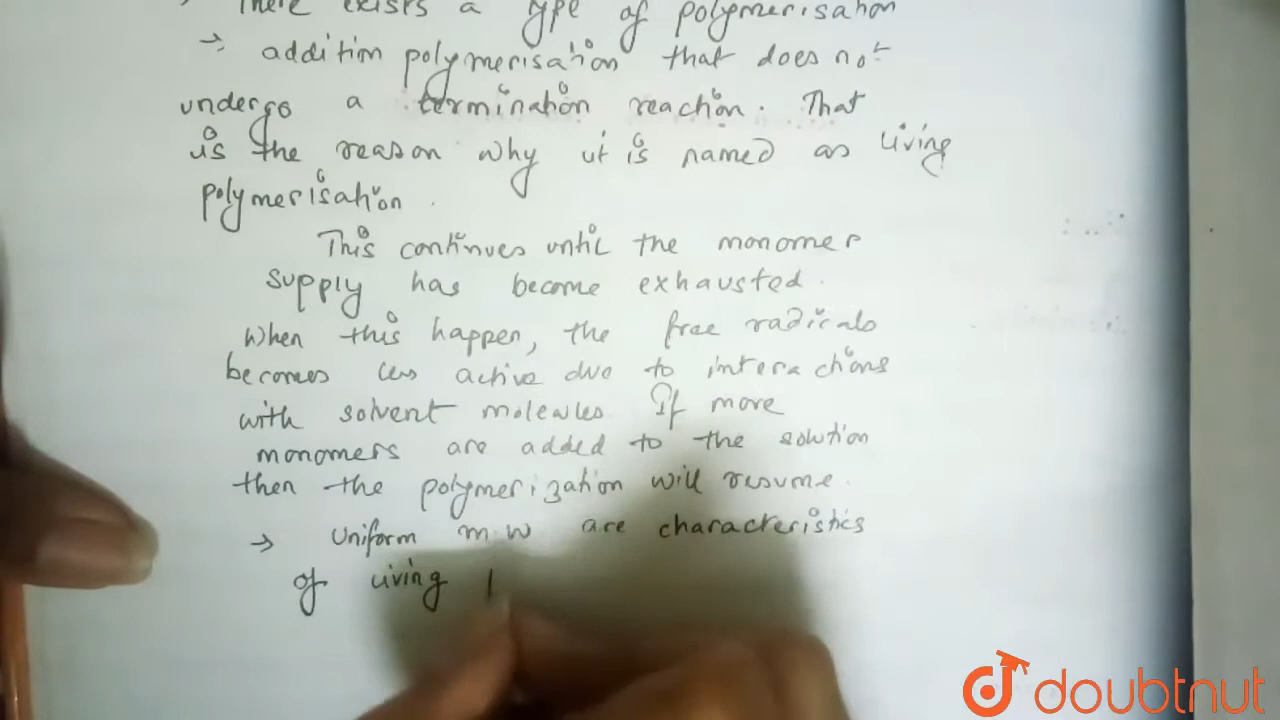 There exists a type of polymerisation
→ addition polymerisation that does not
undergo a termination reaction. That
is the reason why it is named as living
polymerisation.
This continues until the monomer
supply has become exhausted.
When this happen, the free radicals
becomes less active due to interactions
with solvent molecules. If more
monomers are added to the solution
then the polymerization will resume.
→ Uniform m.w are characteristics
of living
doubtnut